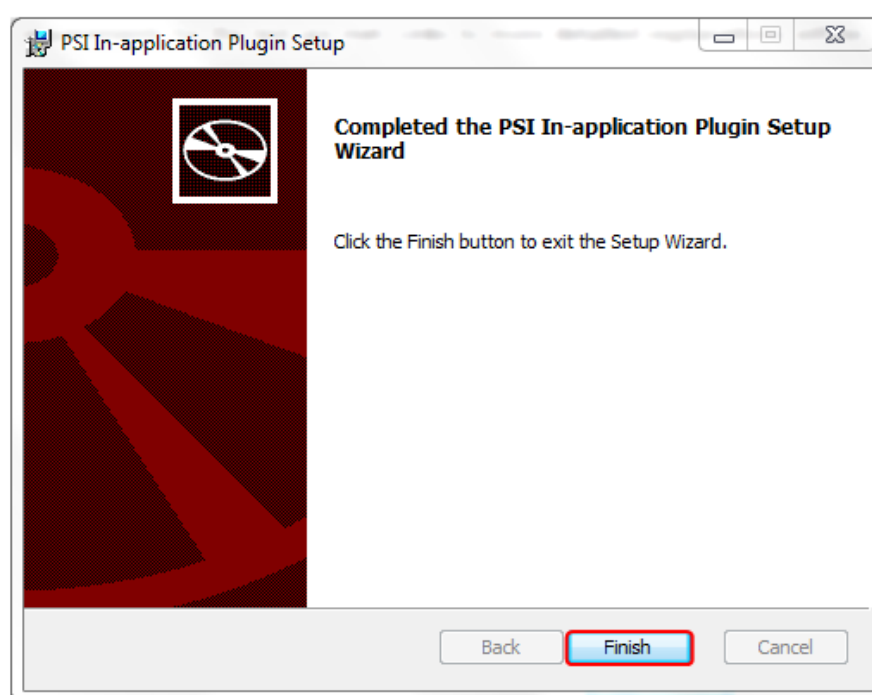 PSI In-application Plugin Setup
Completed the PSI In-application Plugin Setup
Wizard
Click the Finish button to exit the Setup Wizard.
Back
Finish
Cancel